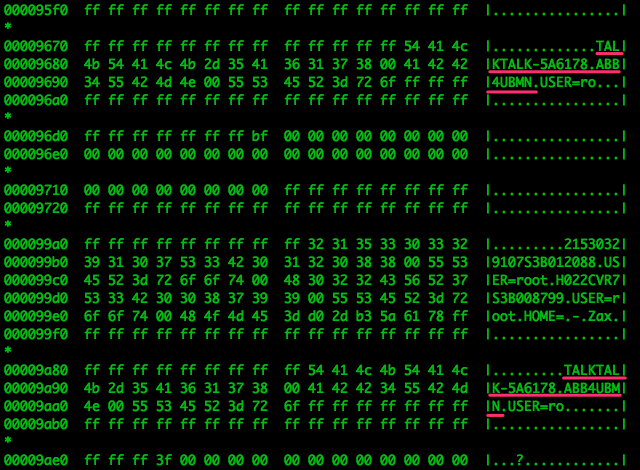 000095f0 ff ff ff ff ff ff ff ff ff ff ff ff ff ff ff ff |................|
*
00009670 ff ff ff ff ff ff ff ff ff ff ff ff ff 54 41 4c |.............TAL|
00009680 4b 54 41 4c 4b 2d 35 41 36 31 37 38 00 41 42 42 |KTALK-5A6178.ABB|
00009690 34 55 42 4d 4e 00 55 53 45 52 3d 72 6f ff ff ff |4UBMN.USER=ro...|
000096a0 ff ff ff ff ff ff ff ff ff ff ff ff ff ff ff ff |................|
*
000096d0 ff ff ff ff ff ff ff bf 00 00 00 00 00 00 00 00 |................|
000096e0 00 00 00 00 00 00 00 00 00 00 00 00 00 00 00 00 |................|
*
00009710 00 00 00 00 00 00 00 00 ff ff ff ff ff ff ff ff |................|
00009720 ff ff ff ff ff ff ff ff ff ff ff ff ff ff ff ff |................|
*
000099a0 ff ff ff ff ff ff ff ff ff 32 31 35 33 30 33 32 |.........2153032|
000099b0 39 31 30 37 53 33 42 30 31 32 30 38 38 00 55 53 |9107S3B012088.US|
000099c0 45 52 3d 72 6f 6f 74 00 48 30 32 32 43 56 52 37 |ER=root.H022CVR7|
000099d0 53 33 42 30 30 38 37 39 39 00 55 53 45 52 3d 72 |S3B008799.USER=r|
000099e0 6f 6f 74 00 48 4f 4d 45 3d d0 2d b3 5a 61 78 ff |oot.HOME=.-.Zax.|
000099f0 ff ff ff ff ff ff ff ff ff ff ff ff ff ff ff ff |................|
*
00009a80 ff ff ff ff ff ff ff ff ff 54 41 4c 4b 54 41 4c |.........TALKTAL|
00009a90 4b 2d 35 41 36 31 37 38 00 41 42 42 34 55 42 4d |K-5A6178.ABB4UBM|
00009aa0 4e 00 55 53 45 52 3d 72 6f ff ff ff ff ff ff ff |N.USER=ro.......|
00009ab0 ff ff ff ff ff ff ff ff ff ff ff ff ff ff ff ff |................|
*
00009ae0 ff ff ff 3f 00 00 00 00 00 00 00 00 00 00 00 00 |...?............|